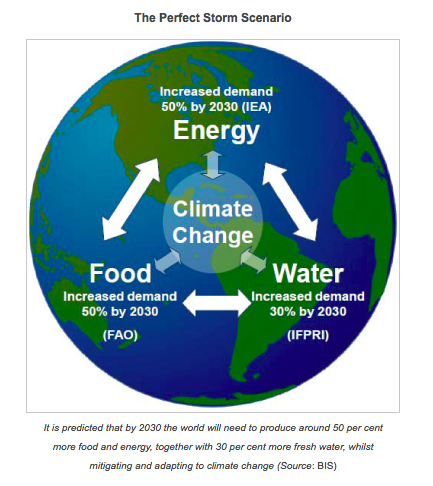 The Perfect Storm Scenario
Increased demand
50% by 2030 (IEA)
Energy
Climate
Change
Food
Increased demand
50% by 2030
(FAO)
Water
Increased demand
30% by 2030
(IFPRI)
It is predicted that by 2030 the world will need to produce around 50 per cent
more food and energy, together with 30 per cent more fresh water, whilst
mitigating and adapting to climate change (Source: BIS)